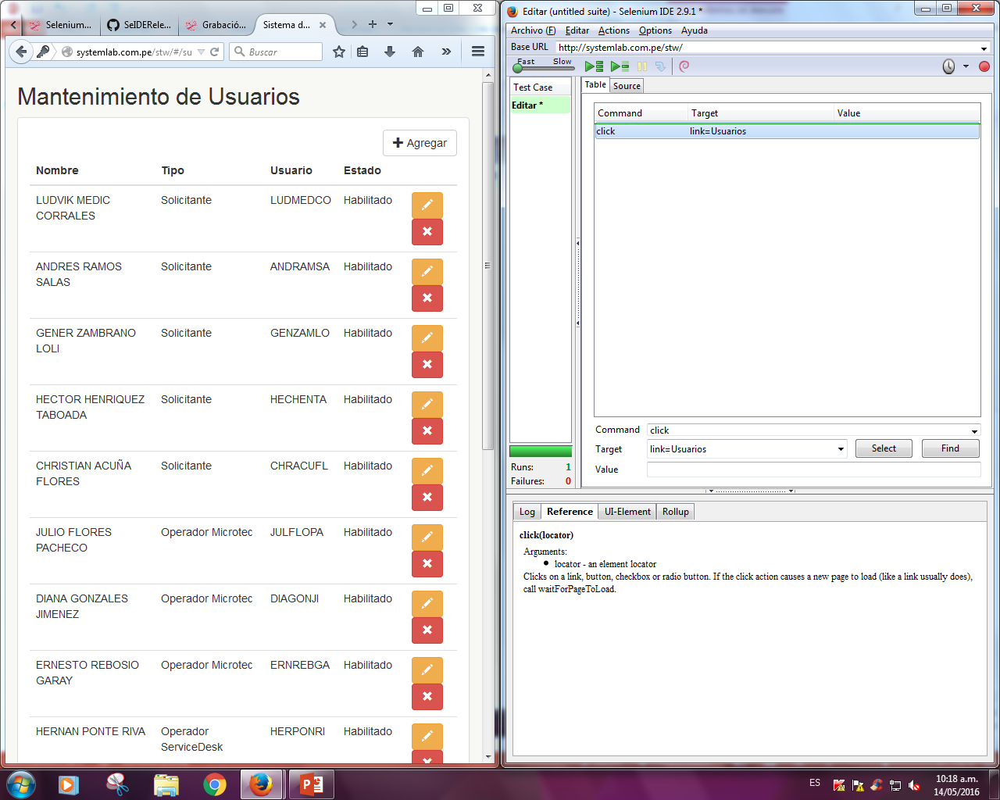 Selenium...
SeIDERele...
Grabació...
Sistema d...
systemlab.com.pe/stw/#/su
Buscar
Mantenimiento de Usuarios
Agregar
Nombre Tipo Usuario Estado
LUDVIK MEDIC Solicitante LUDMEDCO Habilitado
CORRALES
ANDRES RAMOS Solicitante ANDRAMSA Habilitado
SALAS
GENER ZAMBRANO Solicitante GENZAMLO Habilitado
LOLI
HECTOR HENRIQUEZ Solicitante HECHENTA Habilitado
TABOADA
CHRISTIAN ACUÑA Solicitante CHRACUFL Habilitado
FLORES
JULIO FLORES Operador Microtec JULFLOPA Habilitado
PACHECO
DIANA GONZALES Operador Microtec DIAGONJI Habilitado
JIMENEZ
ERNESTO REBOSIO Operador Microtec ERNREBGA Habilitado
GARAY
HERNAN PONTE RIVA Operador HERPONRI Habilitado
ServiceDesk
Editar (untitled suite) - Selenium IDE 2.9.1 *
Archivo (F) Editar Actions Options Ayuda
Base URL http://systemlab.com.pe/stw/
Fast Slow
Test Case
Editar *
Runs: 1
Failures: 0
Table Source
Command Target Value
click link=Usuarios
Command click
Target link=Usuarios Select Find
Value
Log Reference UI-Element Rollup
click(locator)
Arguments:
locator - an element locator
Clicks on a link, button, checkbox or radio button. If the click action causes a new page to load (like a link usually does),
call waitForPageToLoad.
ES
10:18 a.m.
14/05/2016